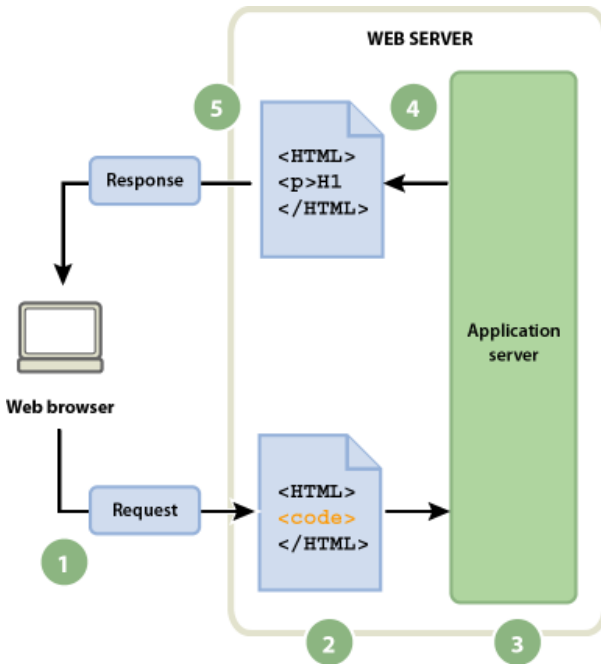 WEB SERVER
5
4
<HTML>
<p>H1
</HTML>
Response
Application
server
Web browser
<HTML>
<code>
</HTML>
Request
1
2
3